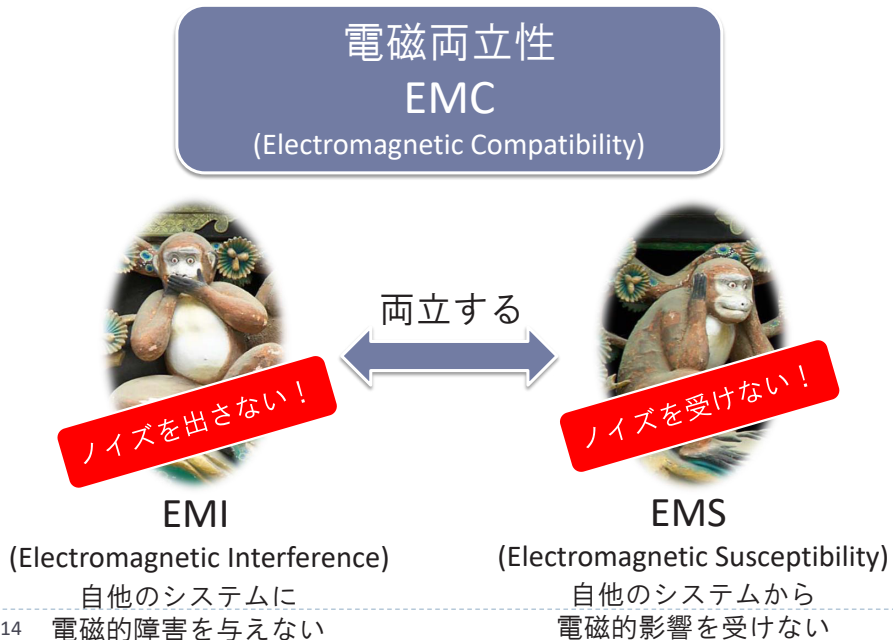 電磁両立性
EMC
(Electromagnetic Compatibility)
両立する
ノイズを出さない！
ノイズを受けない！
EMI
(Electromagnetic Interference)
自他のシステムに
電磁的障害を与えない
EMS
(Electromagnetic Susceptibility)
自他のシステムから
電磁的影響を受けない
14